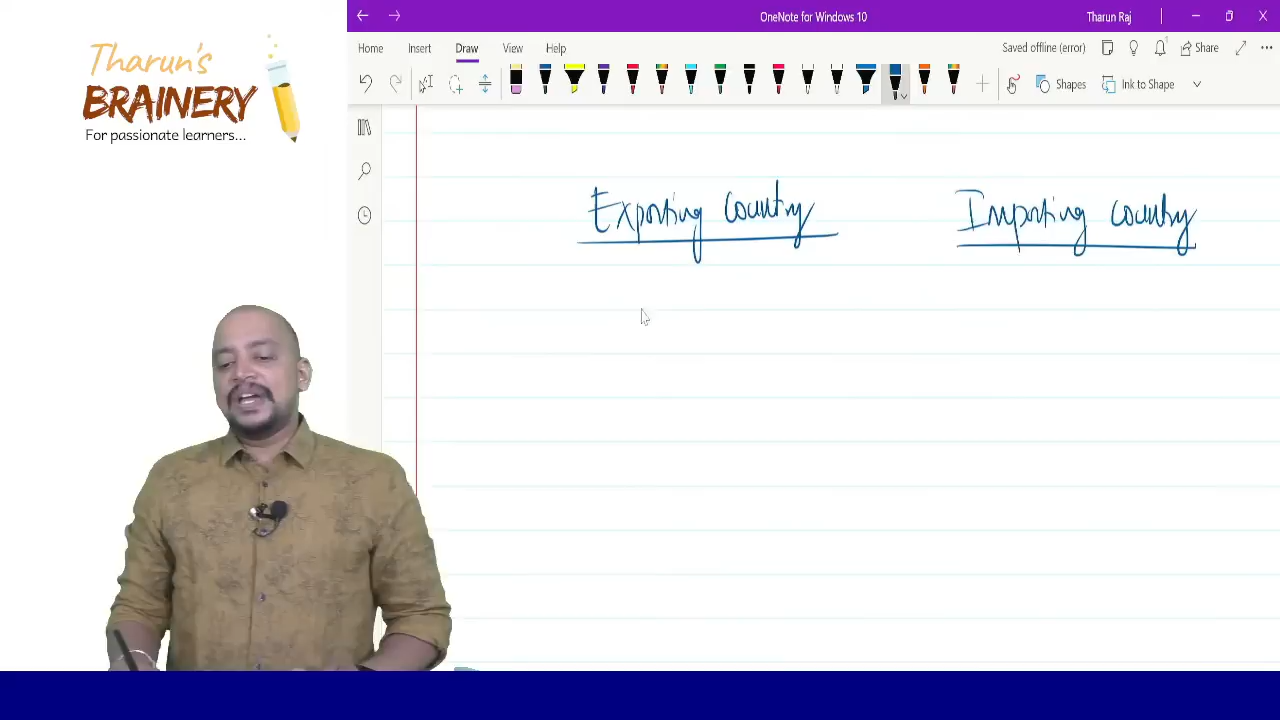 Tharun's
BRAINERY
For passionate learners...
OneNote for Windows 10
Tharun Raj
Home Insert Draw View Help
Saved offline (error)
Share
Shapes
Ink to Shape
Exporting Country
Importing country